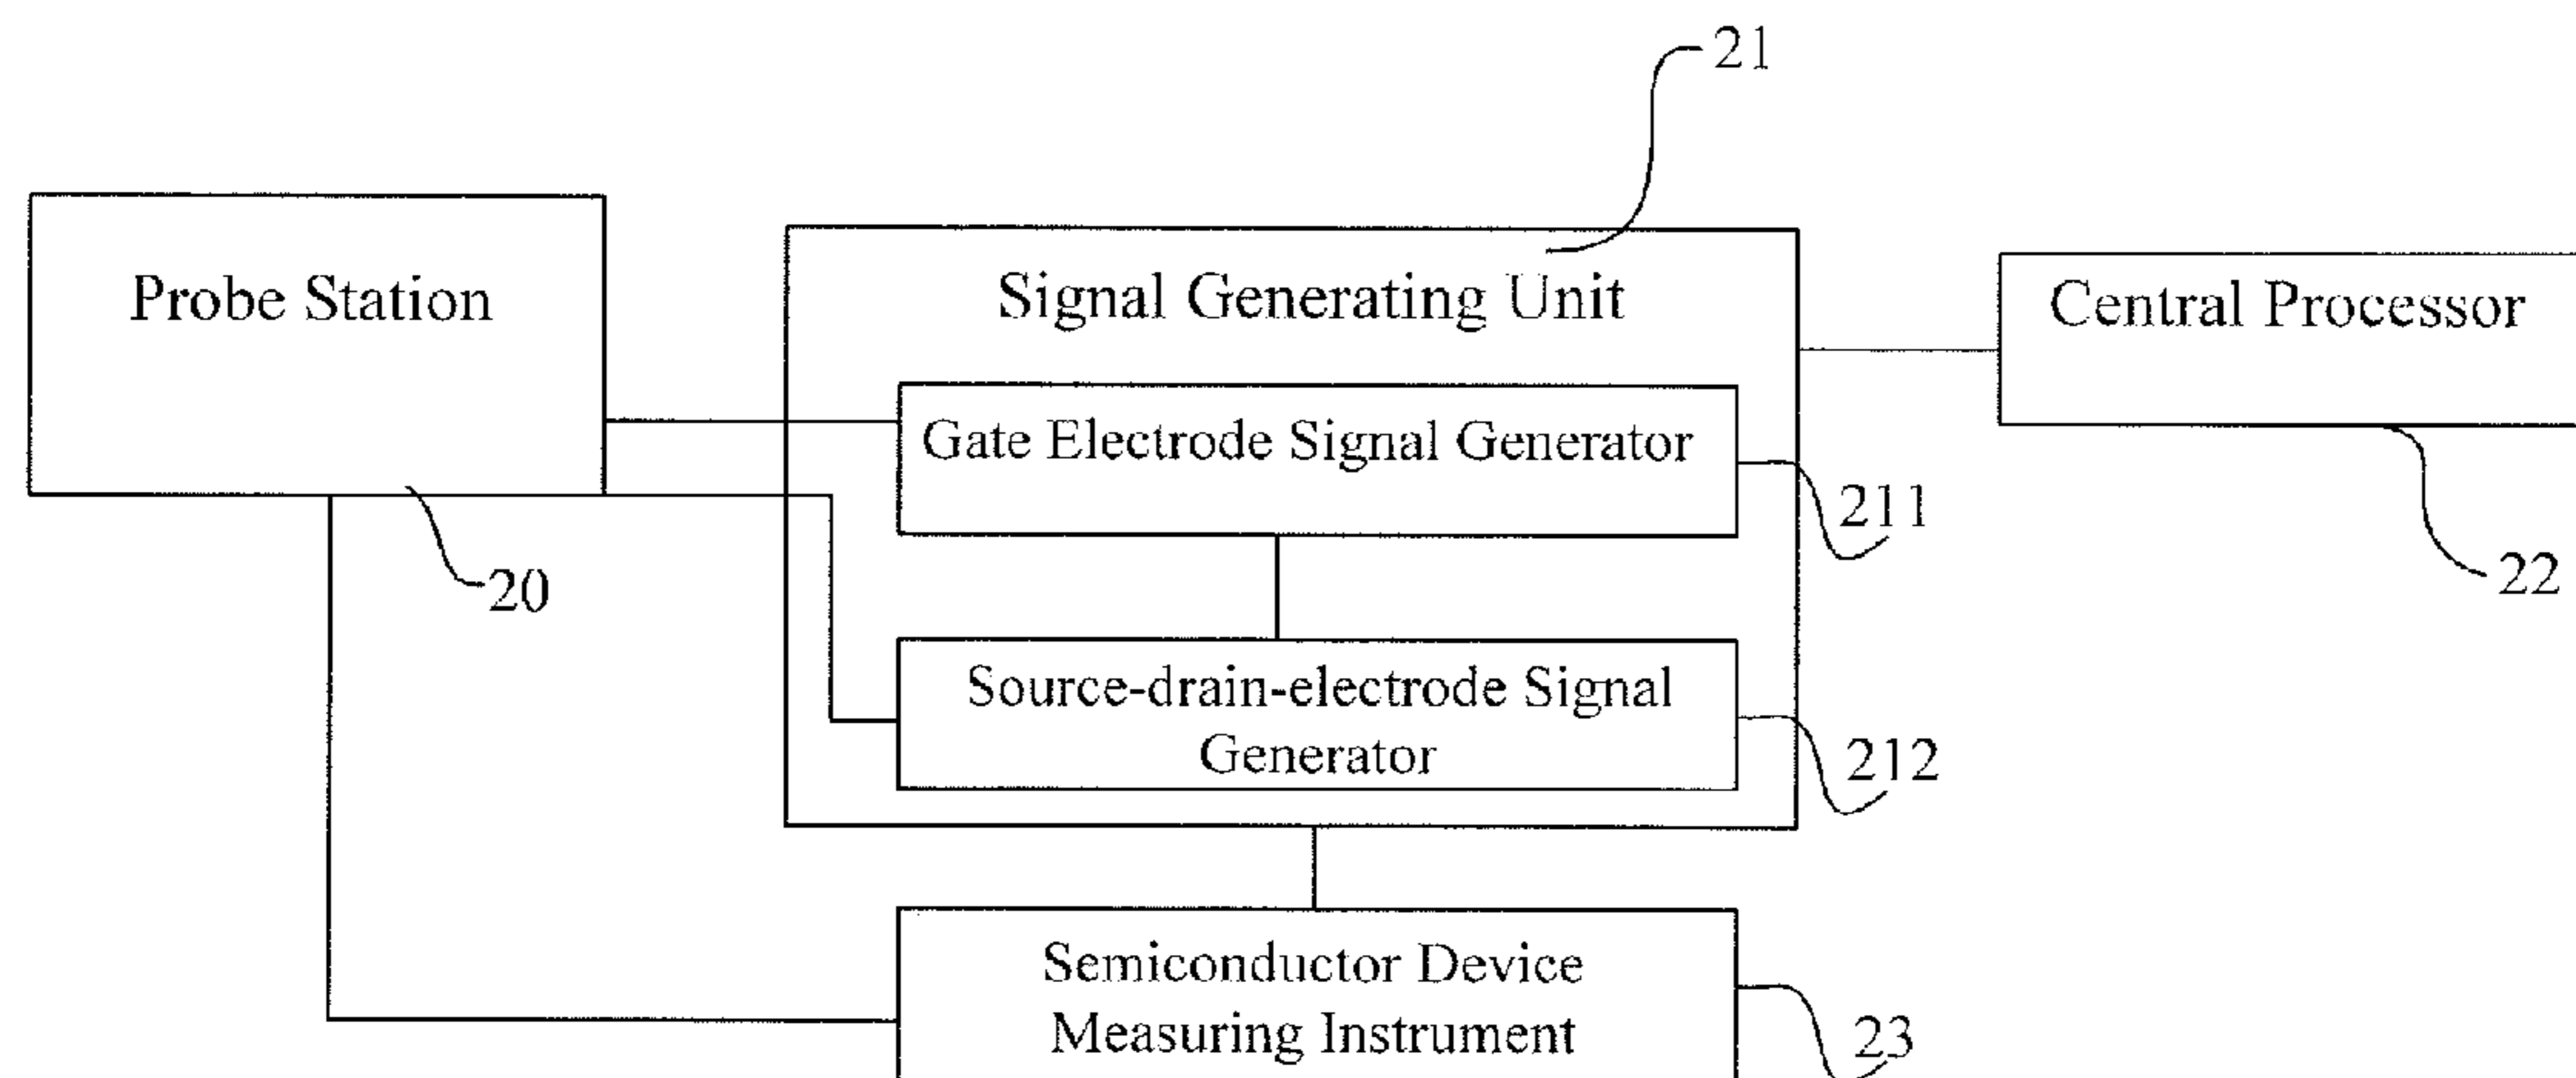 21
Probe Station
Signal Generating Unit
Central Processor
Gate Electrode Signal Generator
211
20
22
Source-drain-electrode Signal
Generator
212
Semiconductor Device
Measuring Instrument
23